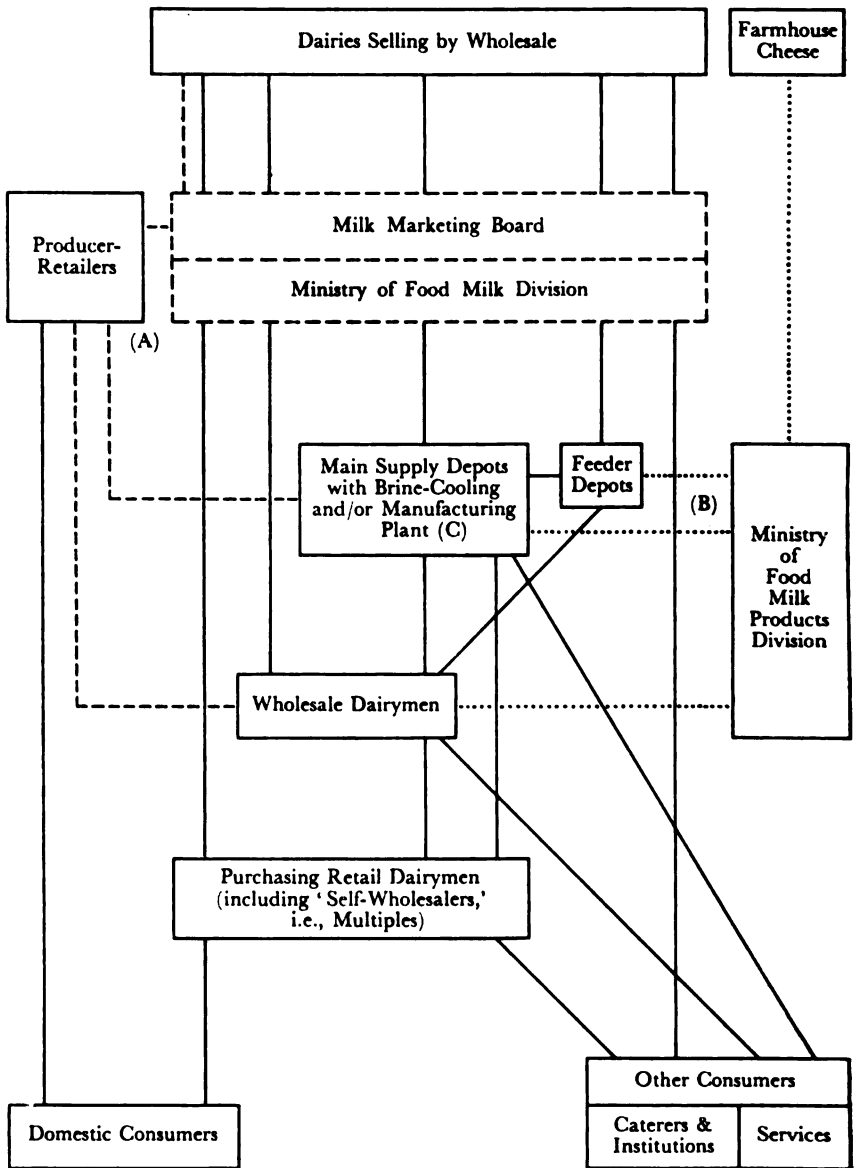 Dairies Selling by Wholesale
Farmhouse
Cheese
Producer-
Retailers
Milk Marketing Board
Ministry of Food Milk Division
(A)
Main Supply Depots
with Brine-Cooling
and/or Manufacturing
Plant (C)
Feeder
Depots
(B)
Ministry
of
Food
Milk
Products
Division
Wholesale Dairymen
Purchasing Retail Dairymen
(including ‘Self-Wholesalers,’
i.e., Multiples)
Other Consumers
Domestic Consumers
Caterers &
Institutions
Services